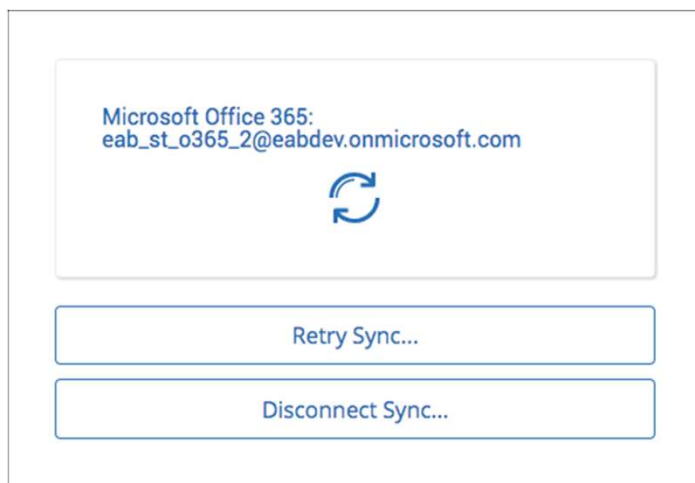 Microsoft Office 365:
eab_st_o365_2@eabdev.onmicrosoft.com
Retry Sync...
Disconnect Sync...